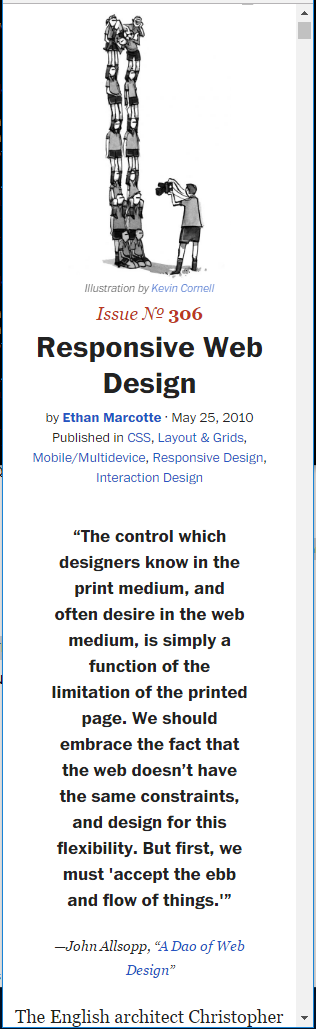 Illustration by Kevin Cornell
Issue № 306
Responsive Web
Design
by Ethan Marcotte · May 25, 2010
Published in CSS, Layout & Grids,
Mobile/Multidevice, Responsive Design,
Interaction Design
“The control which
designers know in the
print medium, and
often desire in the web
medium, is simply a
function of the
limitation of the printed
page. We should
embrace the fact that
the web doesn’t have
the same constraints,
and design for this
flexibility. But first, we
must 'accept the ebb
and flow of things.'”
—John Allsopp, “A Dao of Web
Design”
The English architect Christopher